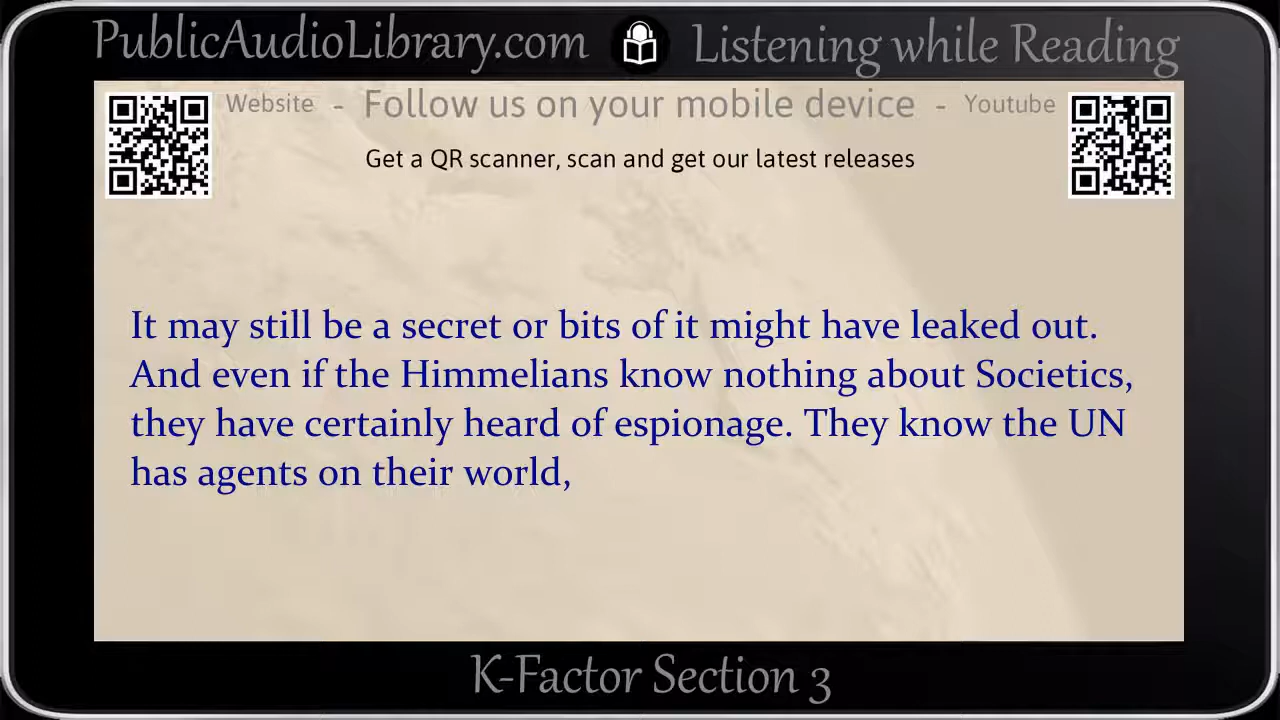 PublicAudioLibrary.com Listening while Reading
Website - Follow us on your mobile device - Youtube
Get a QR scanner, scan and get our latest releases
It may still be a secret or bits of it might have leaked out.
And even if the Himmelians know nothing about Societics,
they have certainly heard of espionage. They know the UN
has agents on their world,
K-Factor Section 3